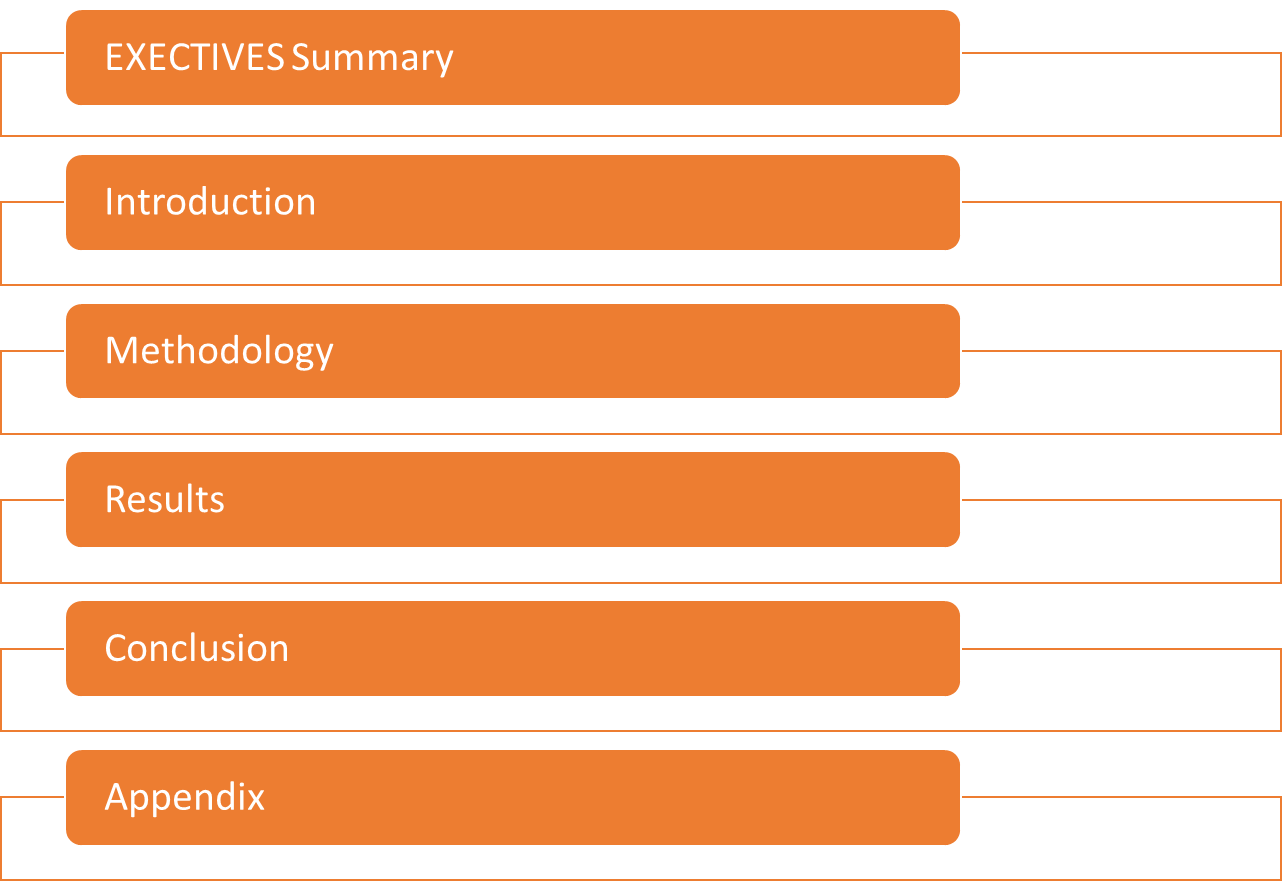 EXECTIVES Summary
Introduction
Methodology
Results
Conclusion
Appendix